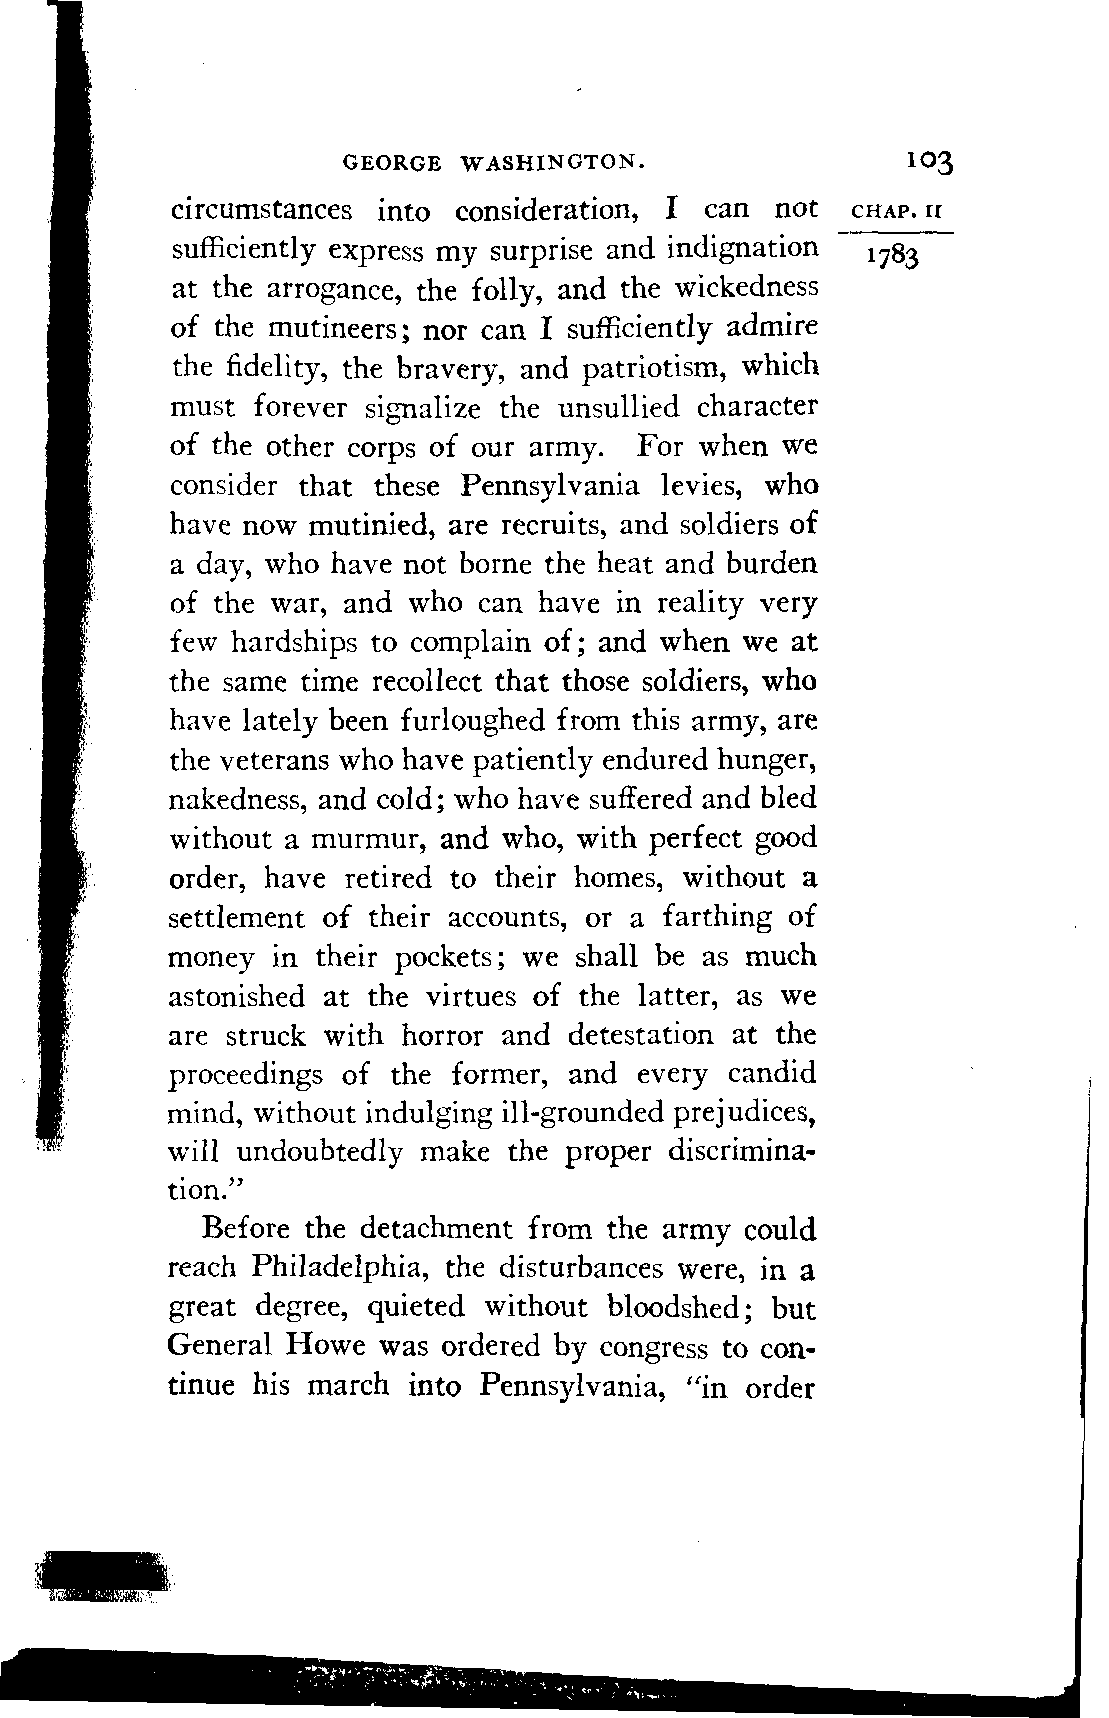 GEORGE WASHINGTON. 103
circumstances into consideration, I can not CHAP. II
sufficiently express my surprise and indignation 1783
at the arrogance, the folly, and the wickedness
of the mutineers; nor can I sufficiently admire
the fidelity, the bravery, and patriotism, which
must forever signalize the unsullied character
of the other corps of our army. For when we
consider that these Pennsylvania levies, who
have now mutinied, are recruits, and soldiers of
a day, who have not borne the heat and burden
of the war, and who can have in reality very
few hardships to complain of; and when we at
the same time recollect that those soldiers, who
have lately been furloughed from this army, are
the veterans who have patiently endured hunger,
nakedness, and cold; who have suffered and bled
without a murmur, and who, with perfect good
order, have retired to their homes, without a
settlement of their accounts, or a farthing of
money in their pockets; we shall be as much
astonished at the virtues of the latter, as we
are struck with horror and detestation at the
proceedings of the former, and every candid
mind, without indulging ill-grounded prejudices,
will undoubtedly make the proper discrimina-
tion."
Before the detachment from the army could
reach Philadelphia, the disturbances were, in a
great degree, quieted without bloodshed; but
General Howe was ordered by congress to con-
tinue his march into Pennsylvania, "in order